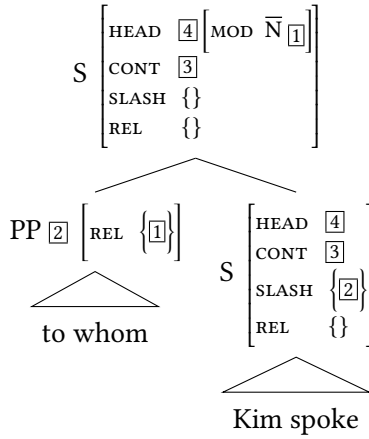 HEAD 4 [MOD N̅ 1]
S CONT 3
SLASH {}
REL {}
PP 2 [REL {1}]
HEAD 4
CONT 3
S SLASH {2}
REL {}
to whom
Kim spoke